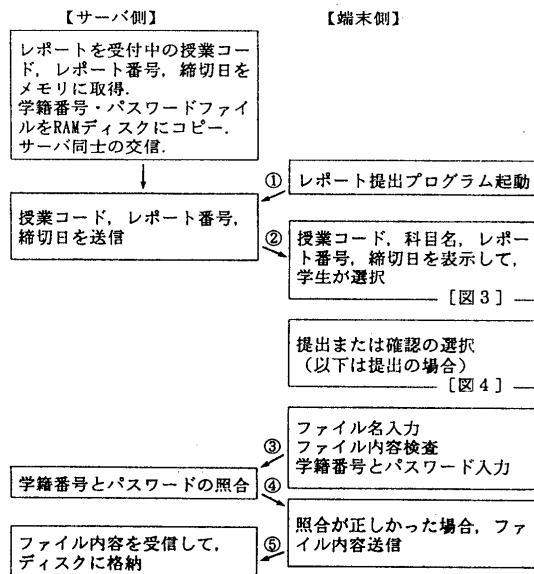 【サーバ側】
【端末側】
レポートを受付中の授業コー
ド，レポート番号，締切日を
メモリに取得．
学籍番号・パスワードファイ
ルをRAMディスクにコピー．
サーバ同士の交信．
①
レポート提出プログラム起動
授業コード，レポート番号，
締切日を送信
②
授業コード，科目名，レポー
ト番号，締切日を表示して，
学生が選択
［図３］
提出または確認の選択
（以下は提出の場合）
［図４］
ファイル名入力
ファイル内容検査
学籍番号とパスワード入力
③
学籍番号とパスワードの照合
④
照合が正しかった場合，ファ
イル内容送信
⑤
ファイル内容を受信して，
ディスクに格納